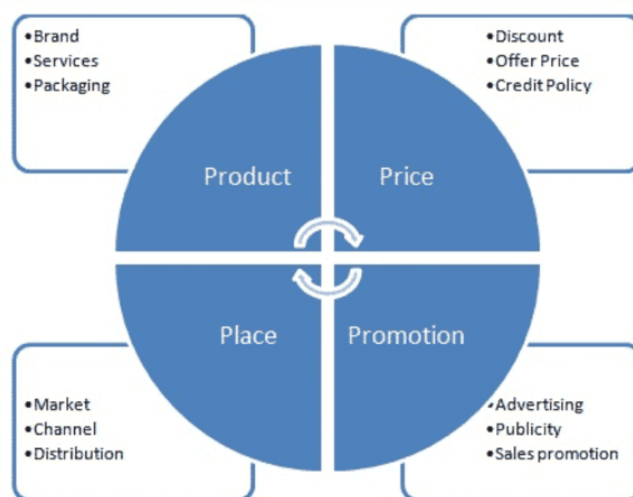 •Brand
•Services
•Packaging
•Discount
•Offer Price
•Credit Policy
Product
Price
Place
Promotion
•Market
•Channel
•Distribution
•Advertising
•Publicity
•Sales promotion